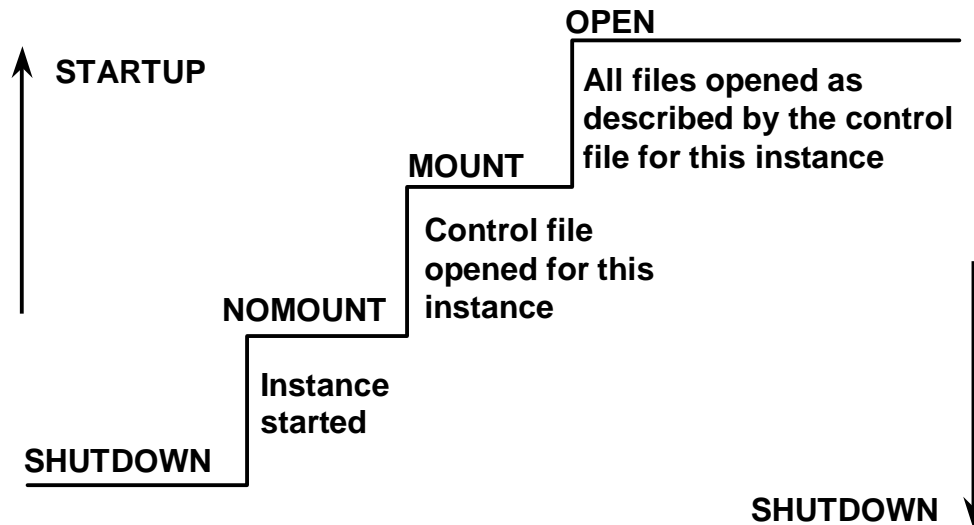 OPEN
STARTUP
All files opened as
described by the control
file for this instance
MOUNT
Control file
opened for this
instance
NOMOUNT
Instance
started
SHUTDOWN
SHUTDOWN